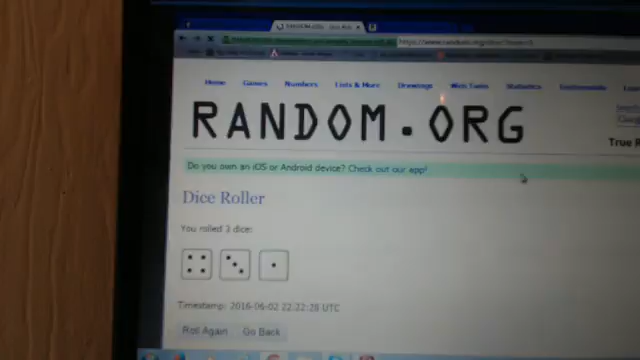 Home Games Numbers Lists & More Drawings Web Tools Statistics Testimonials
RANDOM.ORG
True R
Do you own an iOS or Android device? Check out our app!
Dice Roller
You rolled 3 dice:
Timestamp: 2016-06-02 22:22:28 UTC
Roll Again Go Back